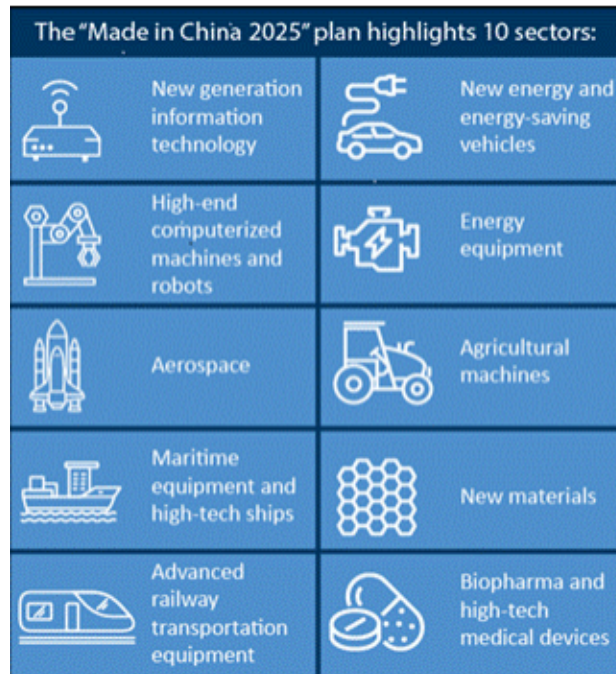 The “Made in China 2025” plan highlights 10 sectors:
New generation
information
technology
New energy and
energy-saving
vehicles
High-end
computerized
machines and
robots
Energy
equipment
Aerospace
Agricultural
machines
Maritime
equipment and
high-tech ships
New materials
Advanced
railway
transportation
equipment
Biopharma and
high-tech
medical devices